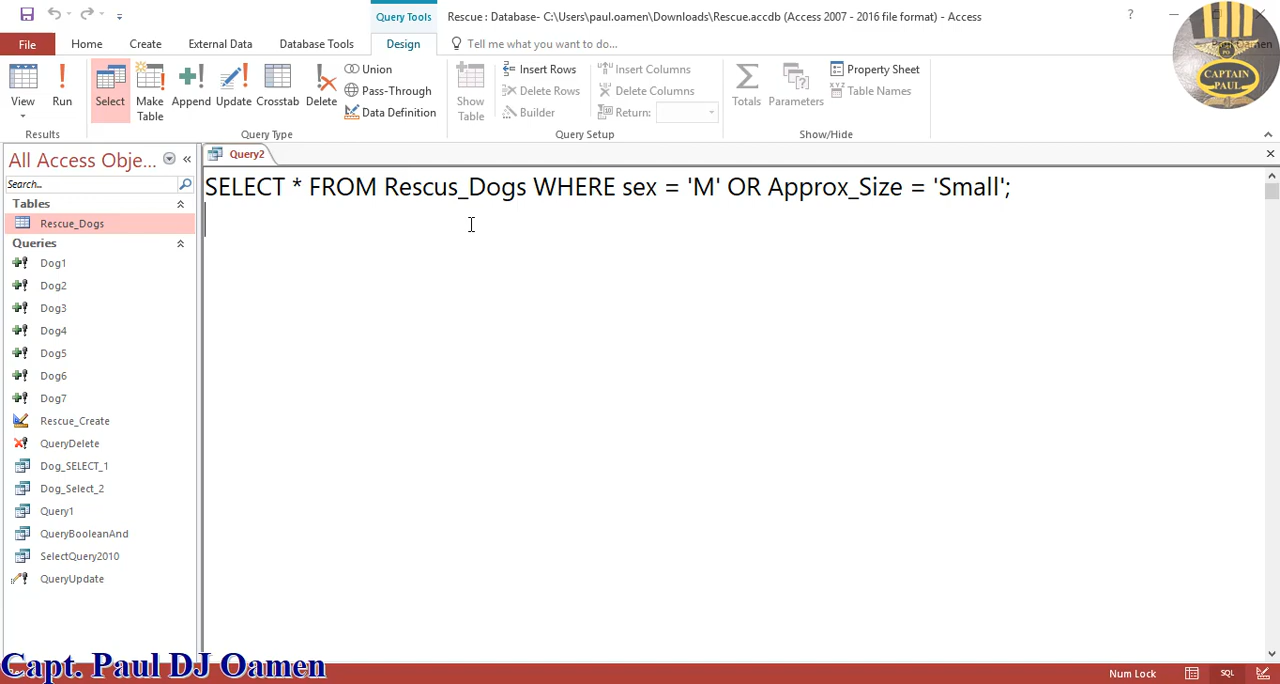 Query Tools
Rescue : Database- C:\Users\paul.oamen\Downloads\Rescue.accdb (Access 2007 - 2016 file format) - Access
?
File Home Create External Data Database Tools Design Tell me what you want to do...
View Run Select Make Table Append Update Crosstab Delete
Union
Pass-Through
Data Definition
Show Table
Insert Rows
Delete Rows
Builder
Insert Columns
Delete Columns
Return:
Totals Parameters
Property Sheet
Table Names
Results Query Type Query Setup Show/Hide
CAPTAIN
PAUL
All Access Obje...
Search...
Tables
Rescue_Dogs
Queries
Dog1
Dog2
Dog3
Dog4
Dog5
Dog6
Dog7
Rescue_Create
QueryDelete
Dog_SELECT_1
Dog_Select_2
Query1
QueryBooleanAnd
SelectQuery2010
QueryUpdate
Query2
SELECT * FROM Rescus_Dogs WHERE sex = 'M' OR Approx_Size = 'Small';
Capt. Paul DJ Oamen
Num Lock SQL